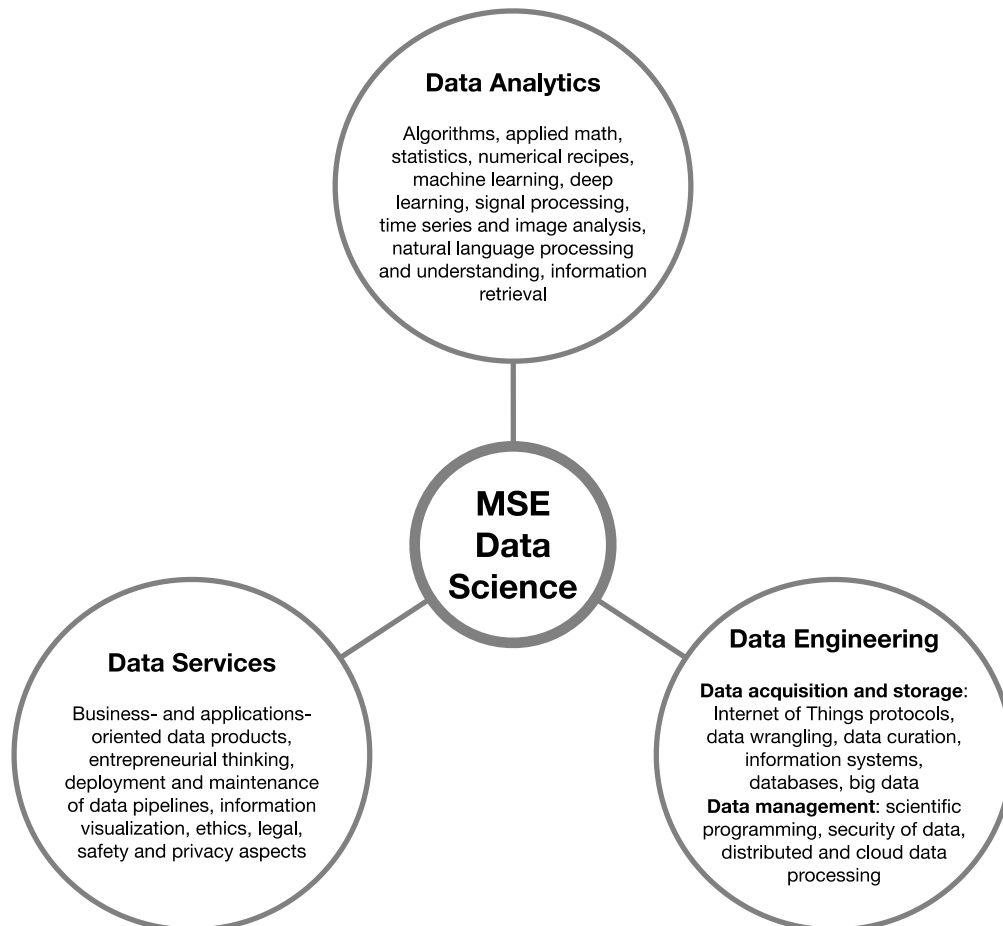 Data Analytics
Algorithms, applied math,
statistics, numerical recipes,
machine learning, deep
learning, signal processing,
time series and image analysis,
natural language processing
and understanding, information
retrieval
MSE
Data
Science
Data Services
Business- and applications-
oriented data products,
entrepreneurial thinking,
deployment and maintenance
of data pipelines, information
visualization, ethics, legal,
safety and privacy aspects
Data Engineering
Data acquisition and storage:
Internet of Things protocols,
data wrangling, data curation,
information systems,
databases, big data
Data management: scientific
programming, security of data,
distributed and cloud data
processing